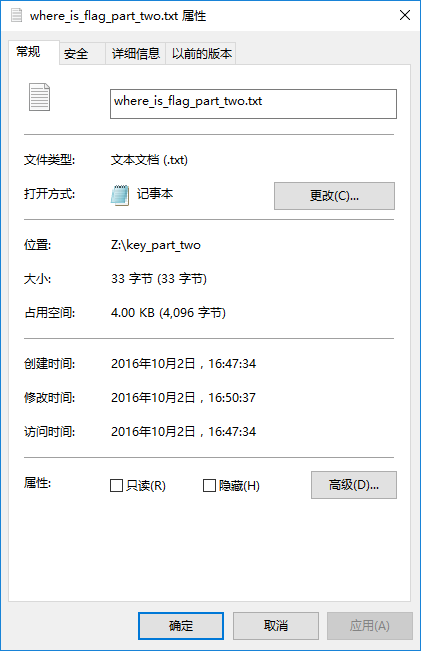 where_is_flag_part_two.txt 属性
常规 安全 详细信息 以前的版本
where_is_flag_part_two.txt
文件类型: 文本文档 (.txt)
打开方式: 记事本 更改(C)...
位置: Z:\key_part_two
大小: 33 字节 (33 字节)
占用空间: 4.00 KB (4,096 字节)
创建时间: 2016年10月2日，16:47:34
修改时间: 2016年10月2日，16:50:37
访问时间: 2016年10月2日，16:47:34
属性: 只读(R) 隐藏(H) 高级(D)...
确定 取消 应用(A)